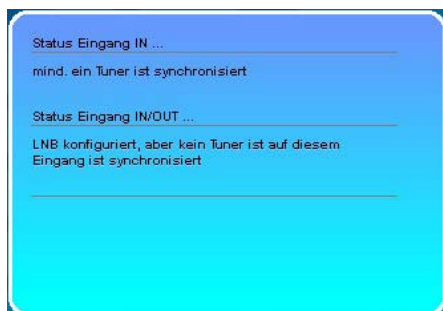 Status Eingang IN ...
mind. ein Tuner ist synchronisiert
Status Eingang IN/OUT ...
LNB konfiguriert, aber kein Tuner ist auf diesem
Eingang ist synchronisiert